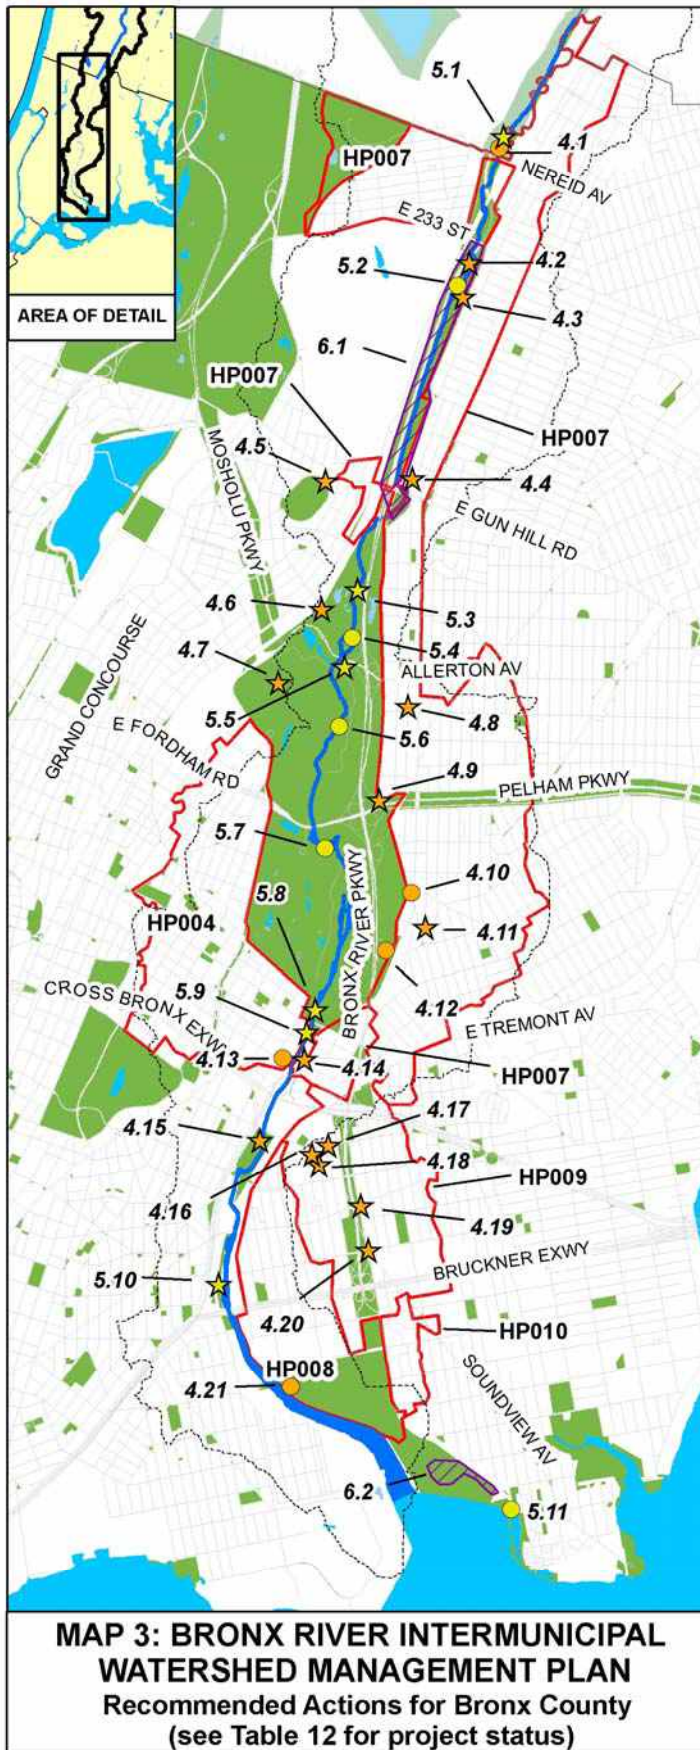 5.1
4.1
HP007
NEREID AV
E 233 ST
4.2
5.2
4.3
AREA OF DETAIL
6.1
HP007
HP007
4.5
MOSHOLU PKWY
4.4
E GUN HILL RD
4.6
5.3
5.4
4.7
ALLERTON AV
GRAND CONCOURSE
5.5
4.8
5.6
E FORDHAM RD
4.9
PELHAM PKWY
5.7
4.10
5.8
BRONX RIVER PKWY
HP004
4.11
CROSS BRONX EXWY
5.9
4.12
E TREMONT AV
4.13
4.14
HP007
4.17
4.15
4.18
4.16
HP009
4.19
BRUCKNER EXWY
5.10
4.20
HP010
HP008
4.21
SOUNDVIEW AV
6.2
5.11
MAP 3: BRONX RIVER INTERMUNICIPAL
WATERSHED MANAGEMENT PLAN
Recommended Actions for Bronx County
(see Table 12 for project status)